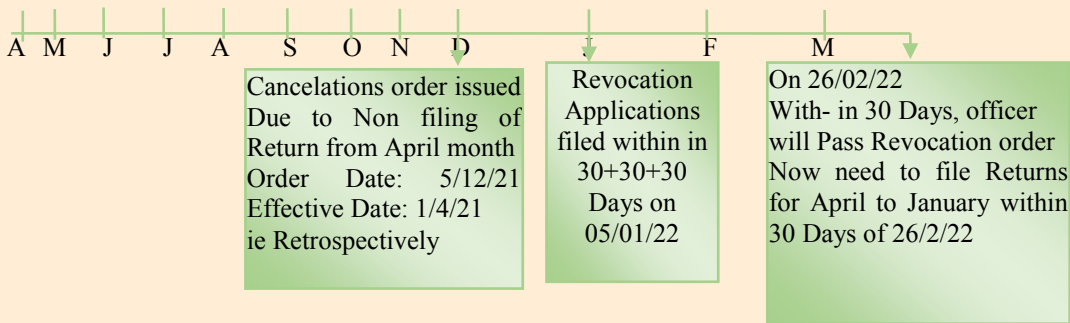 A M J J A S O N D J F M
Cancelations order issued
Due to Non filing of
Return from April month
Order Date: 5/12/21
Effective Date: 1/4/21
ie Retrospectively
Revocation
Applications
filed within in
30+30+30
Days on
05/01/22
On 26/02/22
With- in 30 Days, officer
will Pass Revocation order
Now need to file Returns
for April to January within
30 Days of 26/2/22